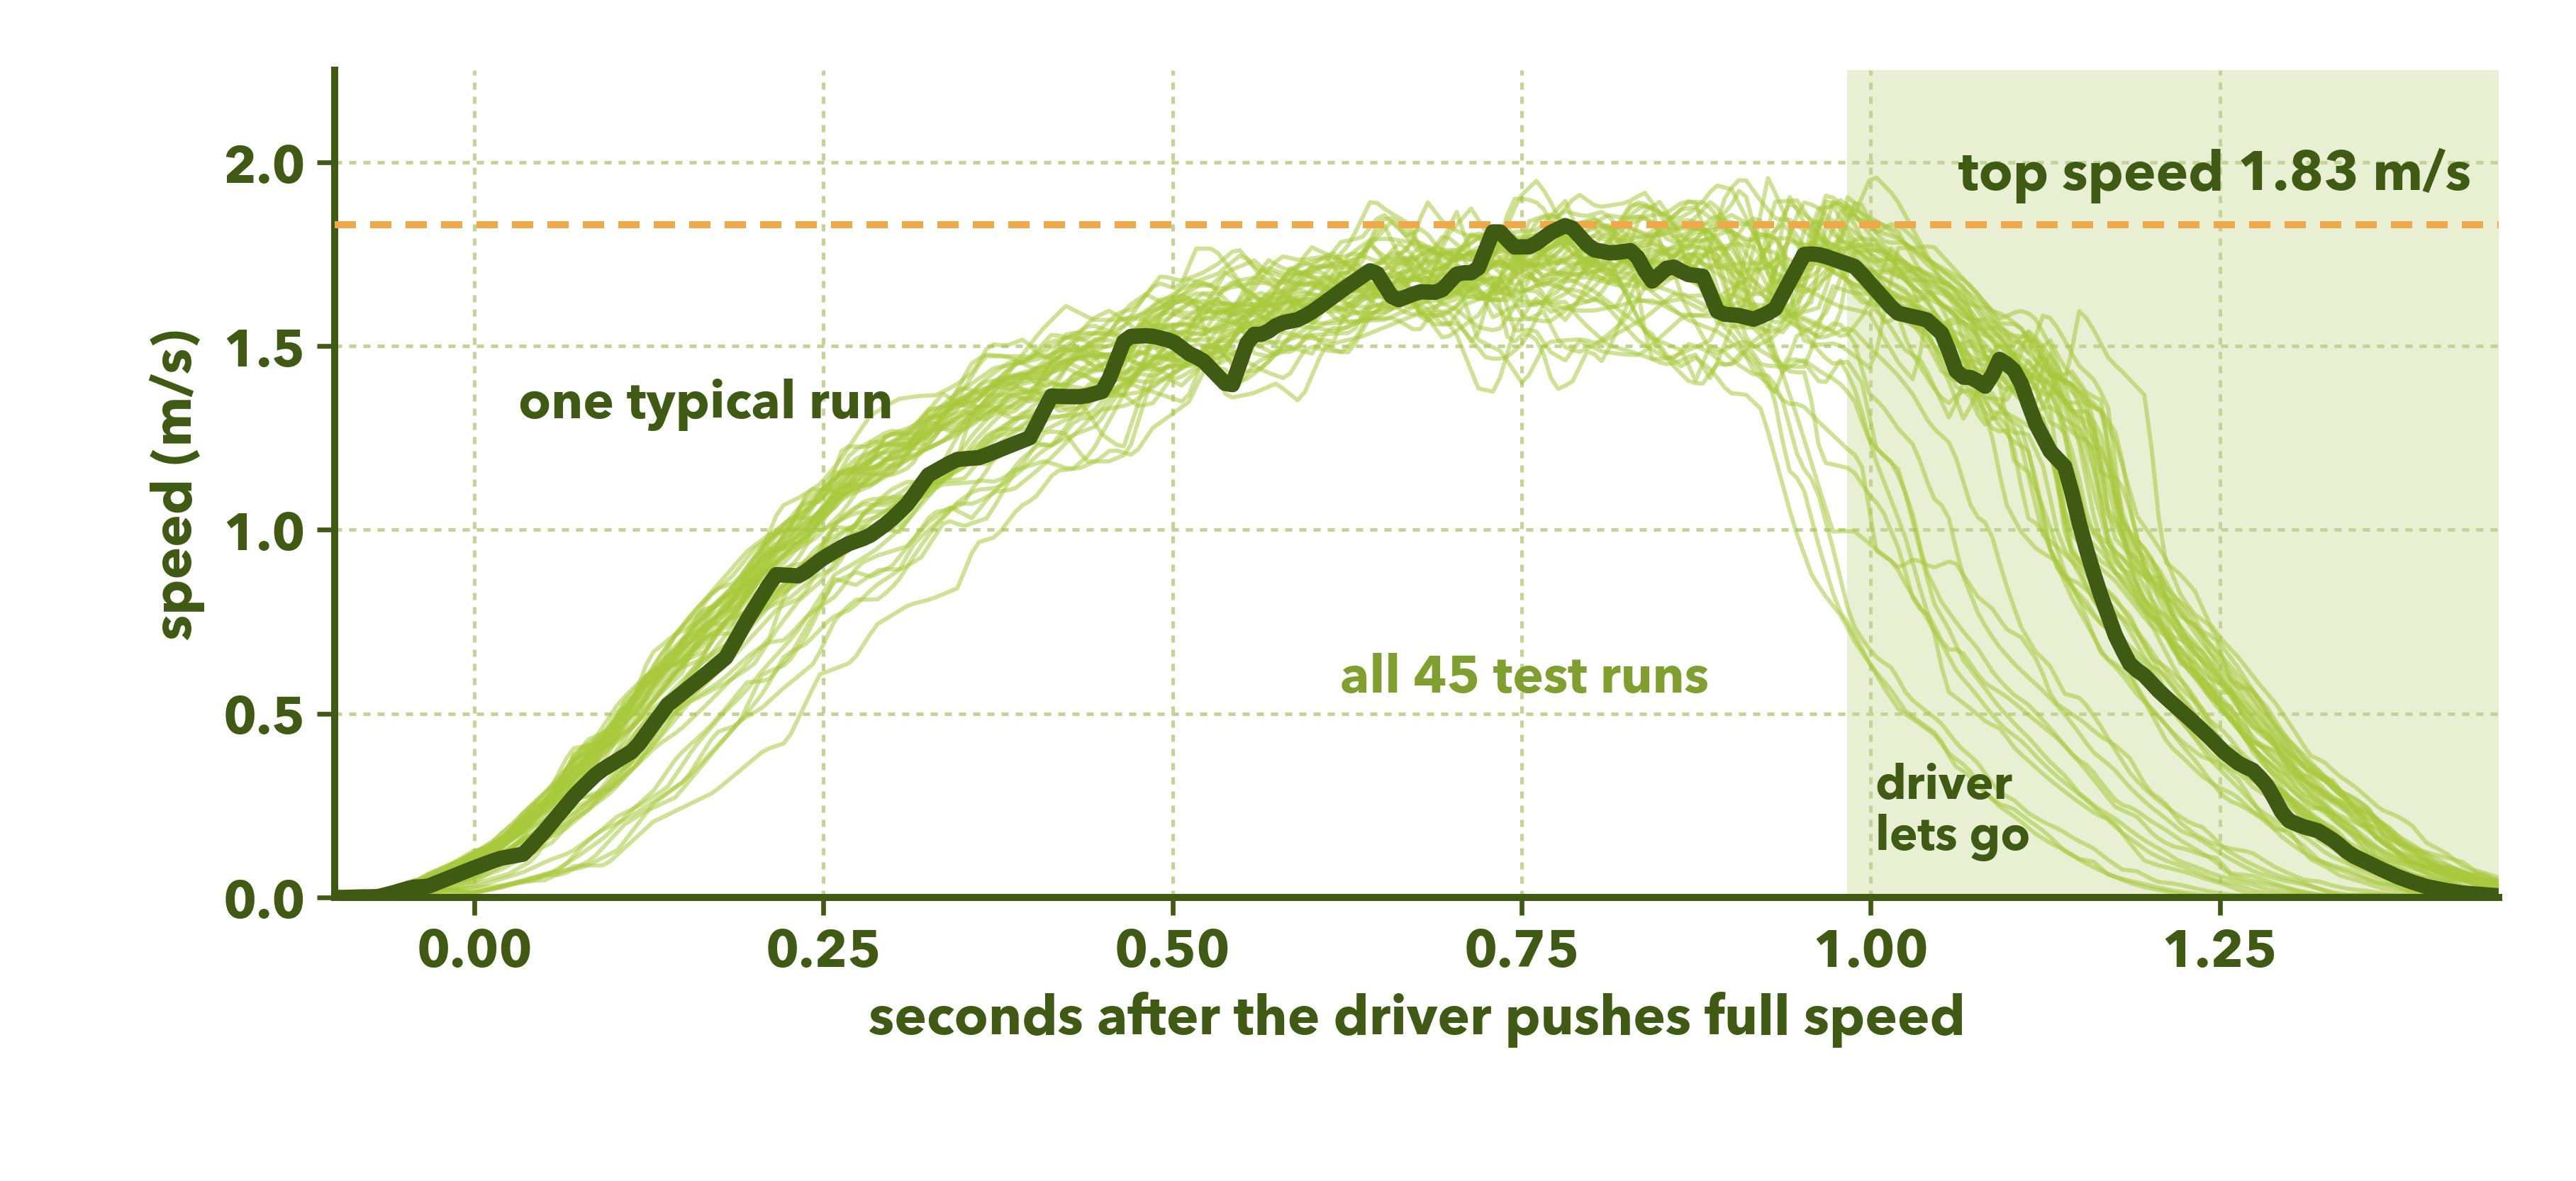 top speed 1.83 m/s
one typical run
all 45 test runs
driver
lets go
speed (m/s)
2.0
1.5
1.0
0.5
0.0
0.00 0.25 0.50 0.75 1.00 1.25
seconds after the driver pushes full speed